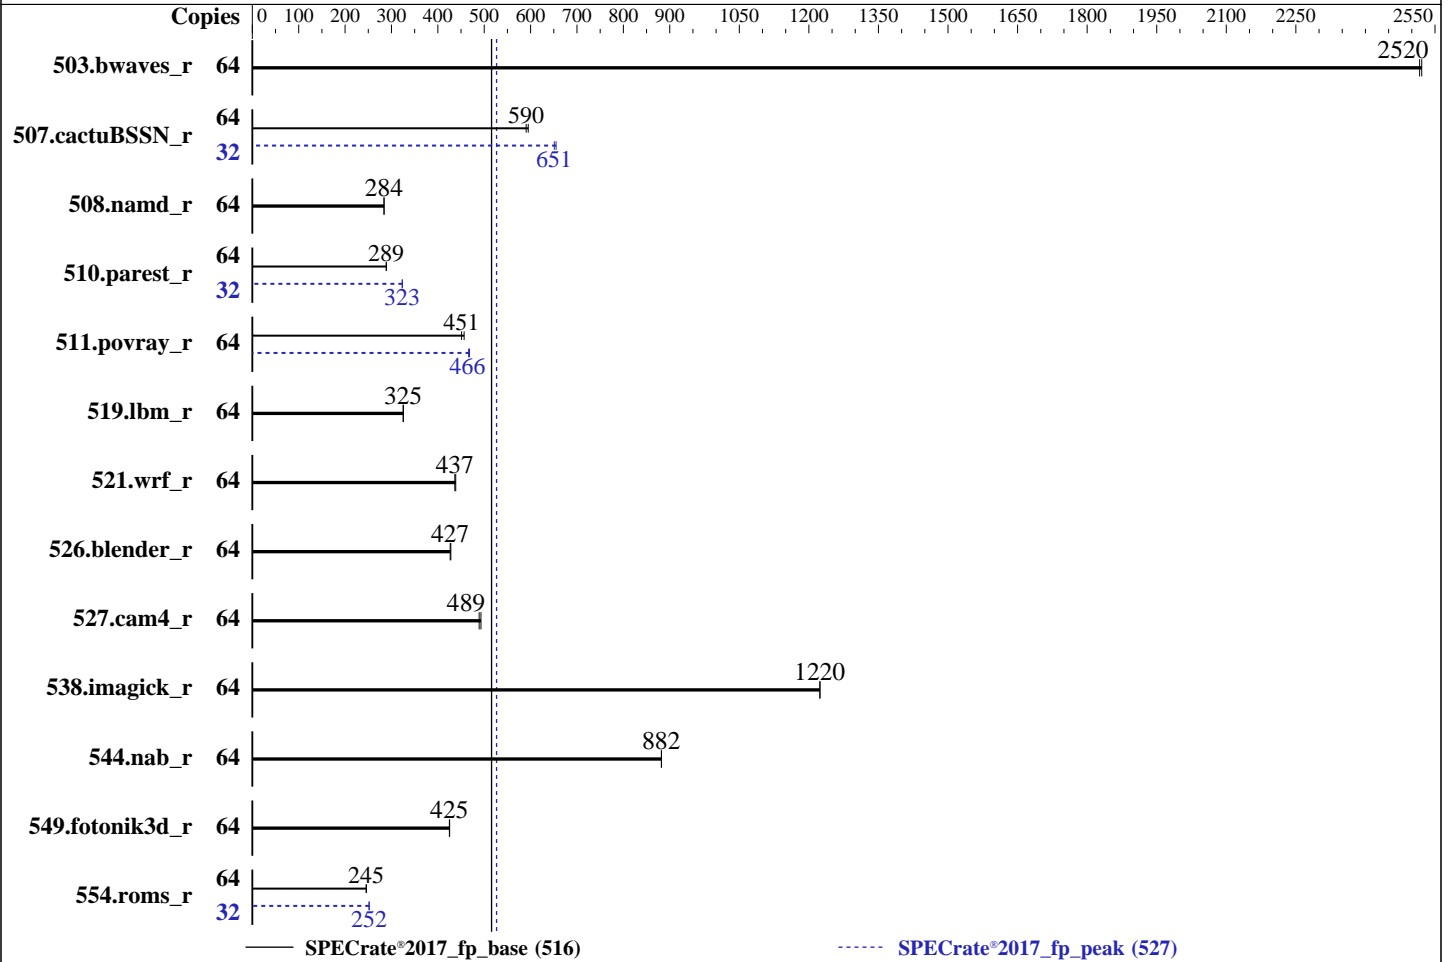 Copies 0 100 200 300 400 500 600 700 800 900 1050 1200 1350 1500 1650 1800 1950 2100 2250 2550
503.bwaves_r 64 2520
507.cactuBSSN_r 64 590
32 651
508.namd_r 64 284
510.parest_r 64 289
32 323
511.povray_r 64 451
466
519.lbm_r 64 325
521.wrf_r 64 437
526.blender_r 64 427
527.cam4_r 64 489
538.imagick_r 64 1220
544.nab_r 64 882
549.fotonik3d_r 64 425
554.roms_r 64 245
32 252
SPECrate®2017_fp_base (516) SPECrate®2017_fp_peak (527)